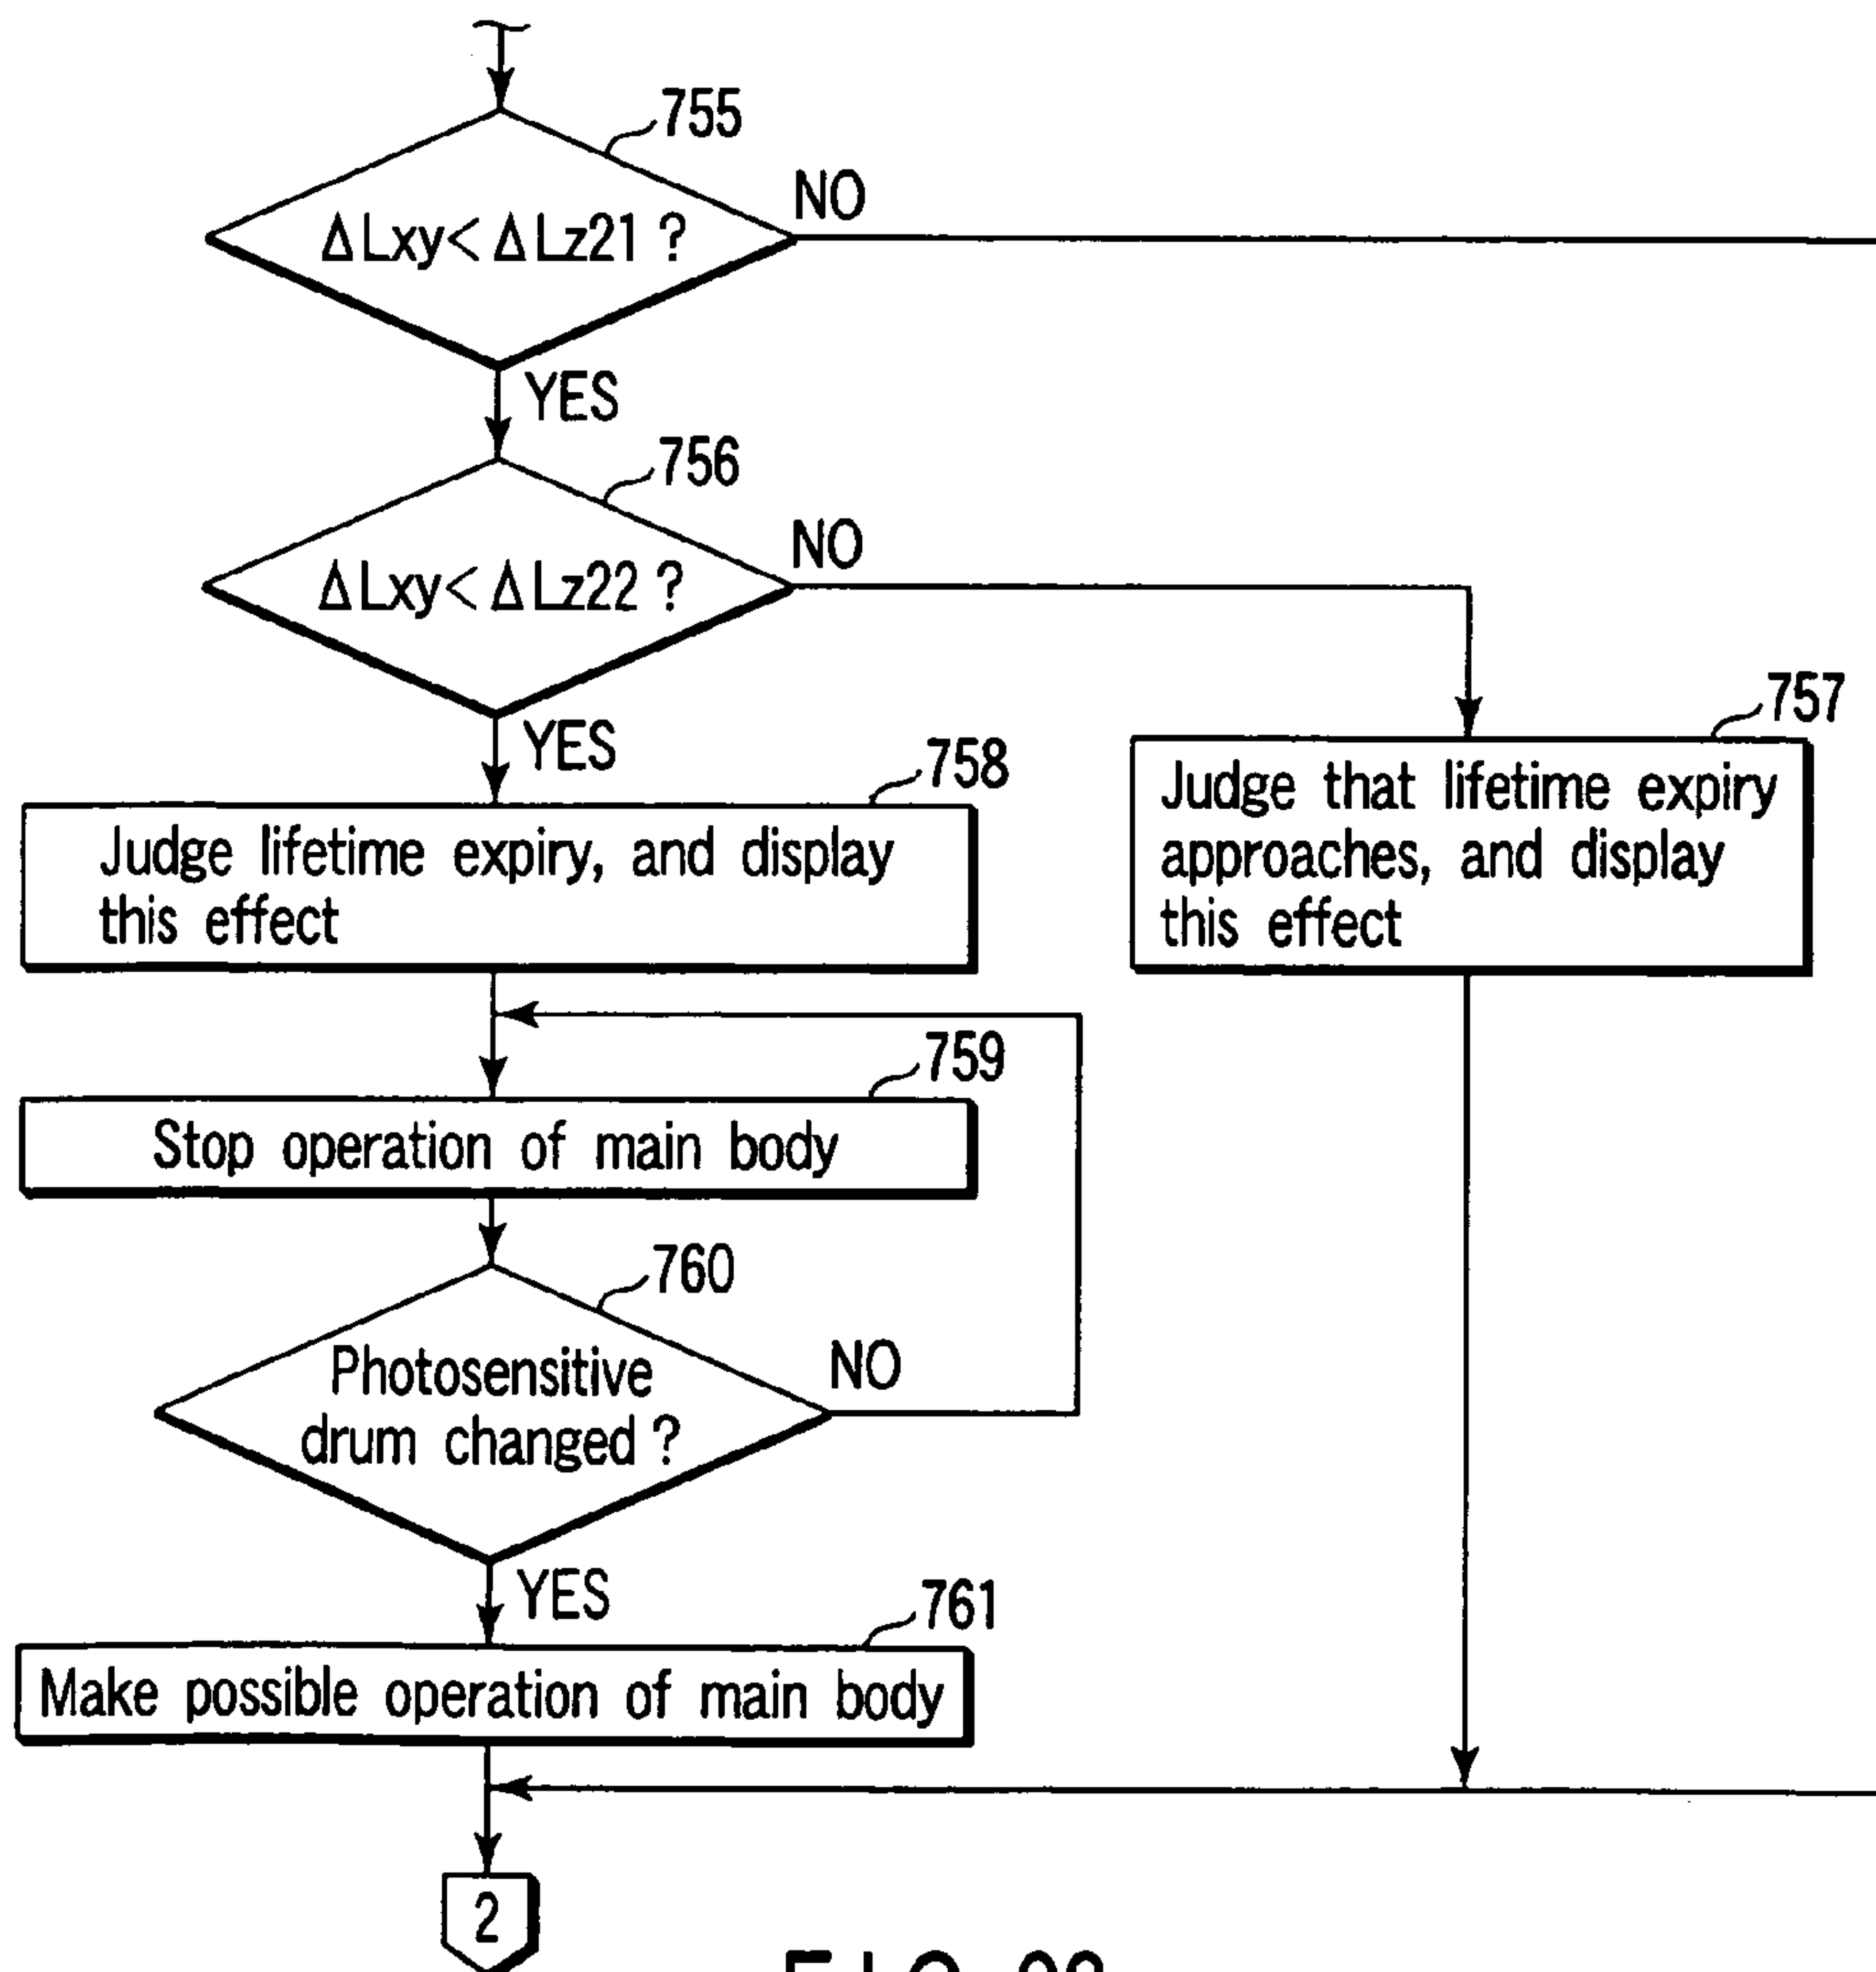 755
ΔLxy<ΔLz21 ?
NO
YES
756
ΔLxy<ΔLz22 ?
NO
YES
757
Judge that lifetime expiry
approaches, and display
this effect
758
Judge lifetime expiry, and display
this effect
759
Stop operation of main body
760
Photosensitive
drum changed ?
NO
YES
761
Make possible operation of main body
2